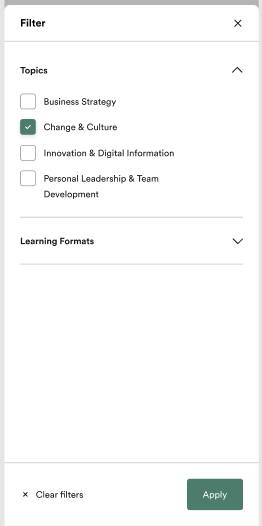 Filter
Topics
Business Strategy
Change & Culture
Innovation & Digital Information
Personal Leadership & Team
Development
Learning Formats
Clear filters
Apply